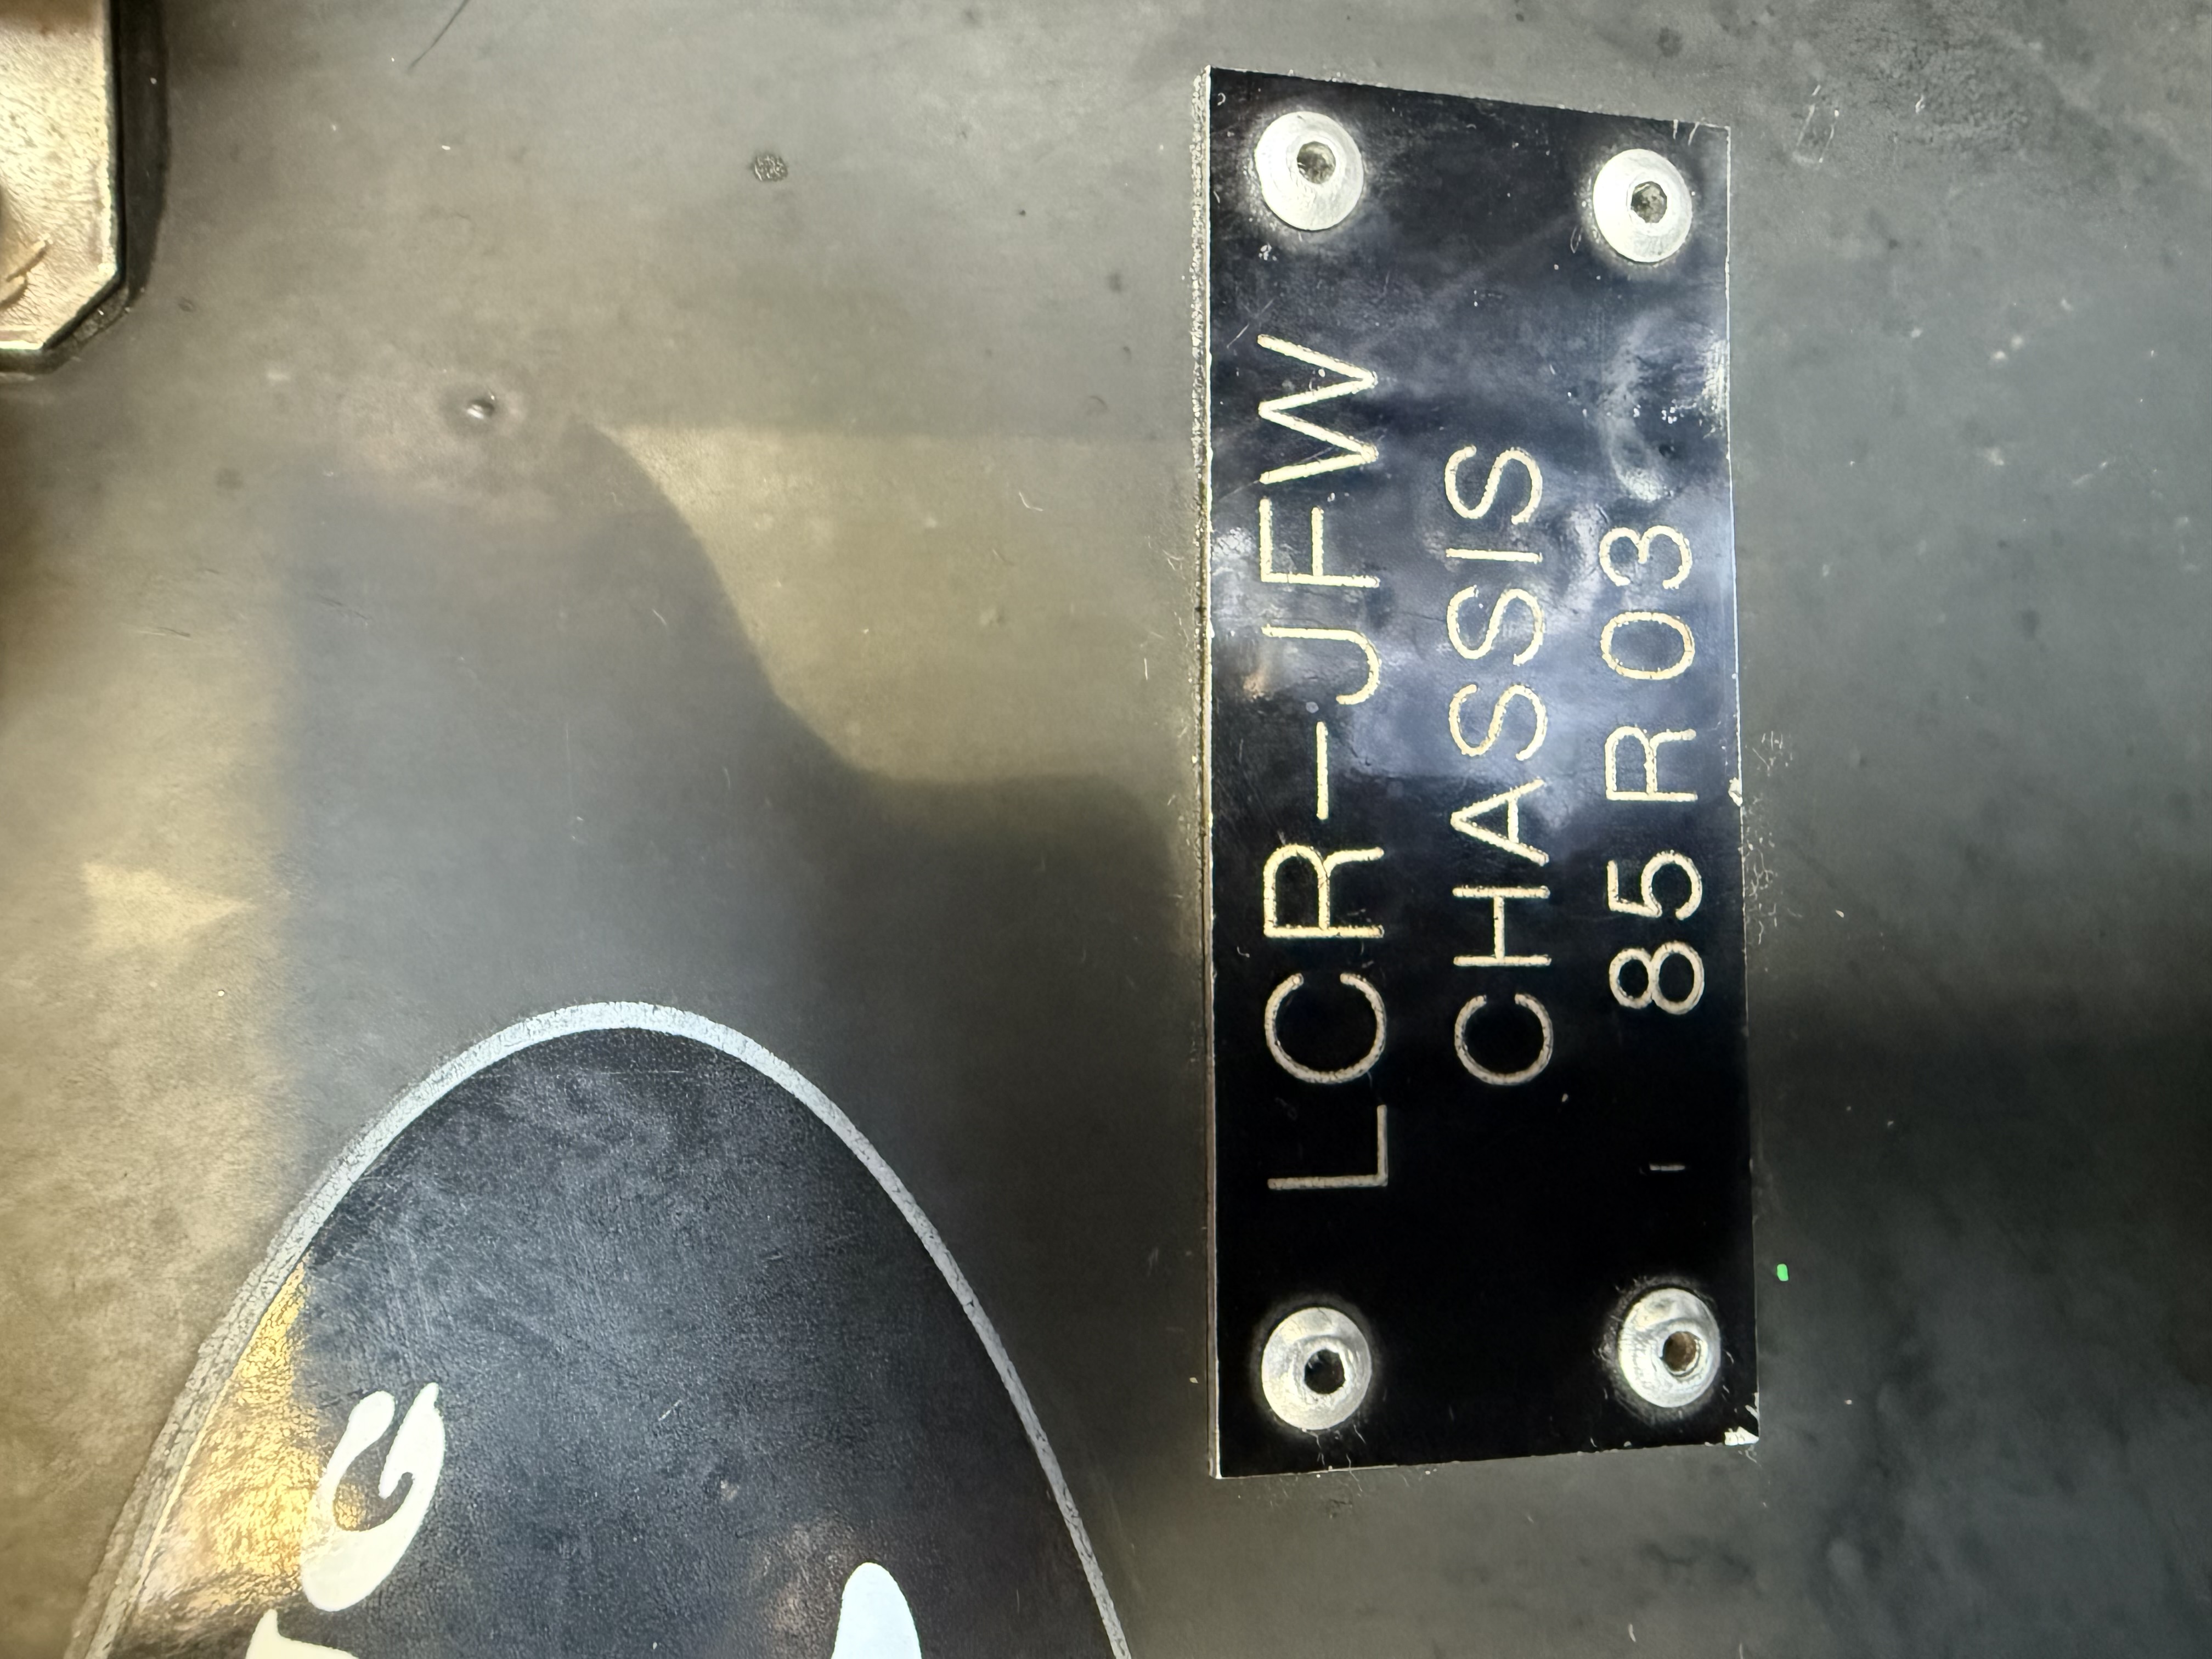 LCR-JFW
CHASSIS
85 R 03